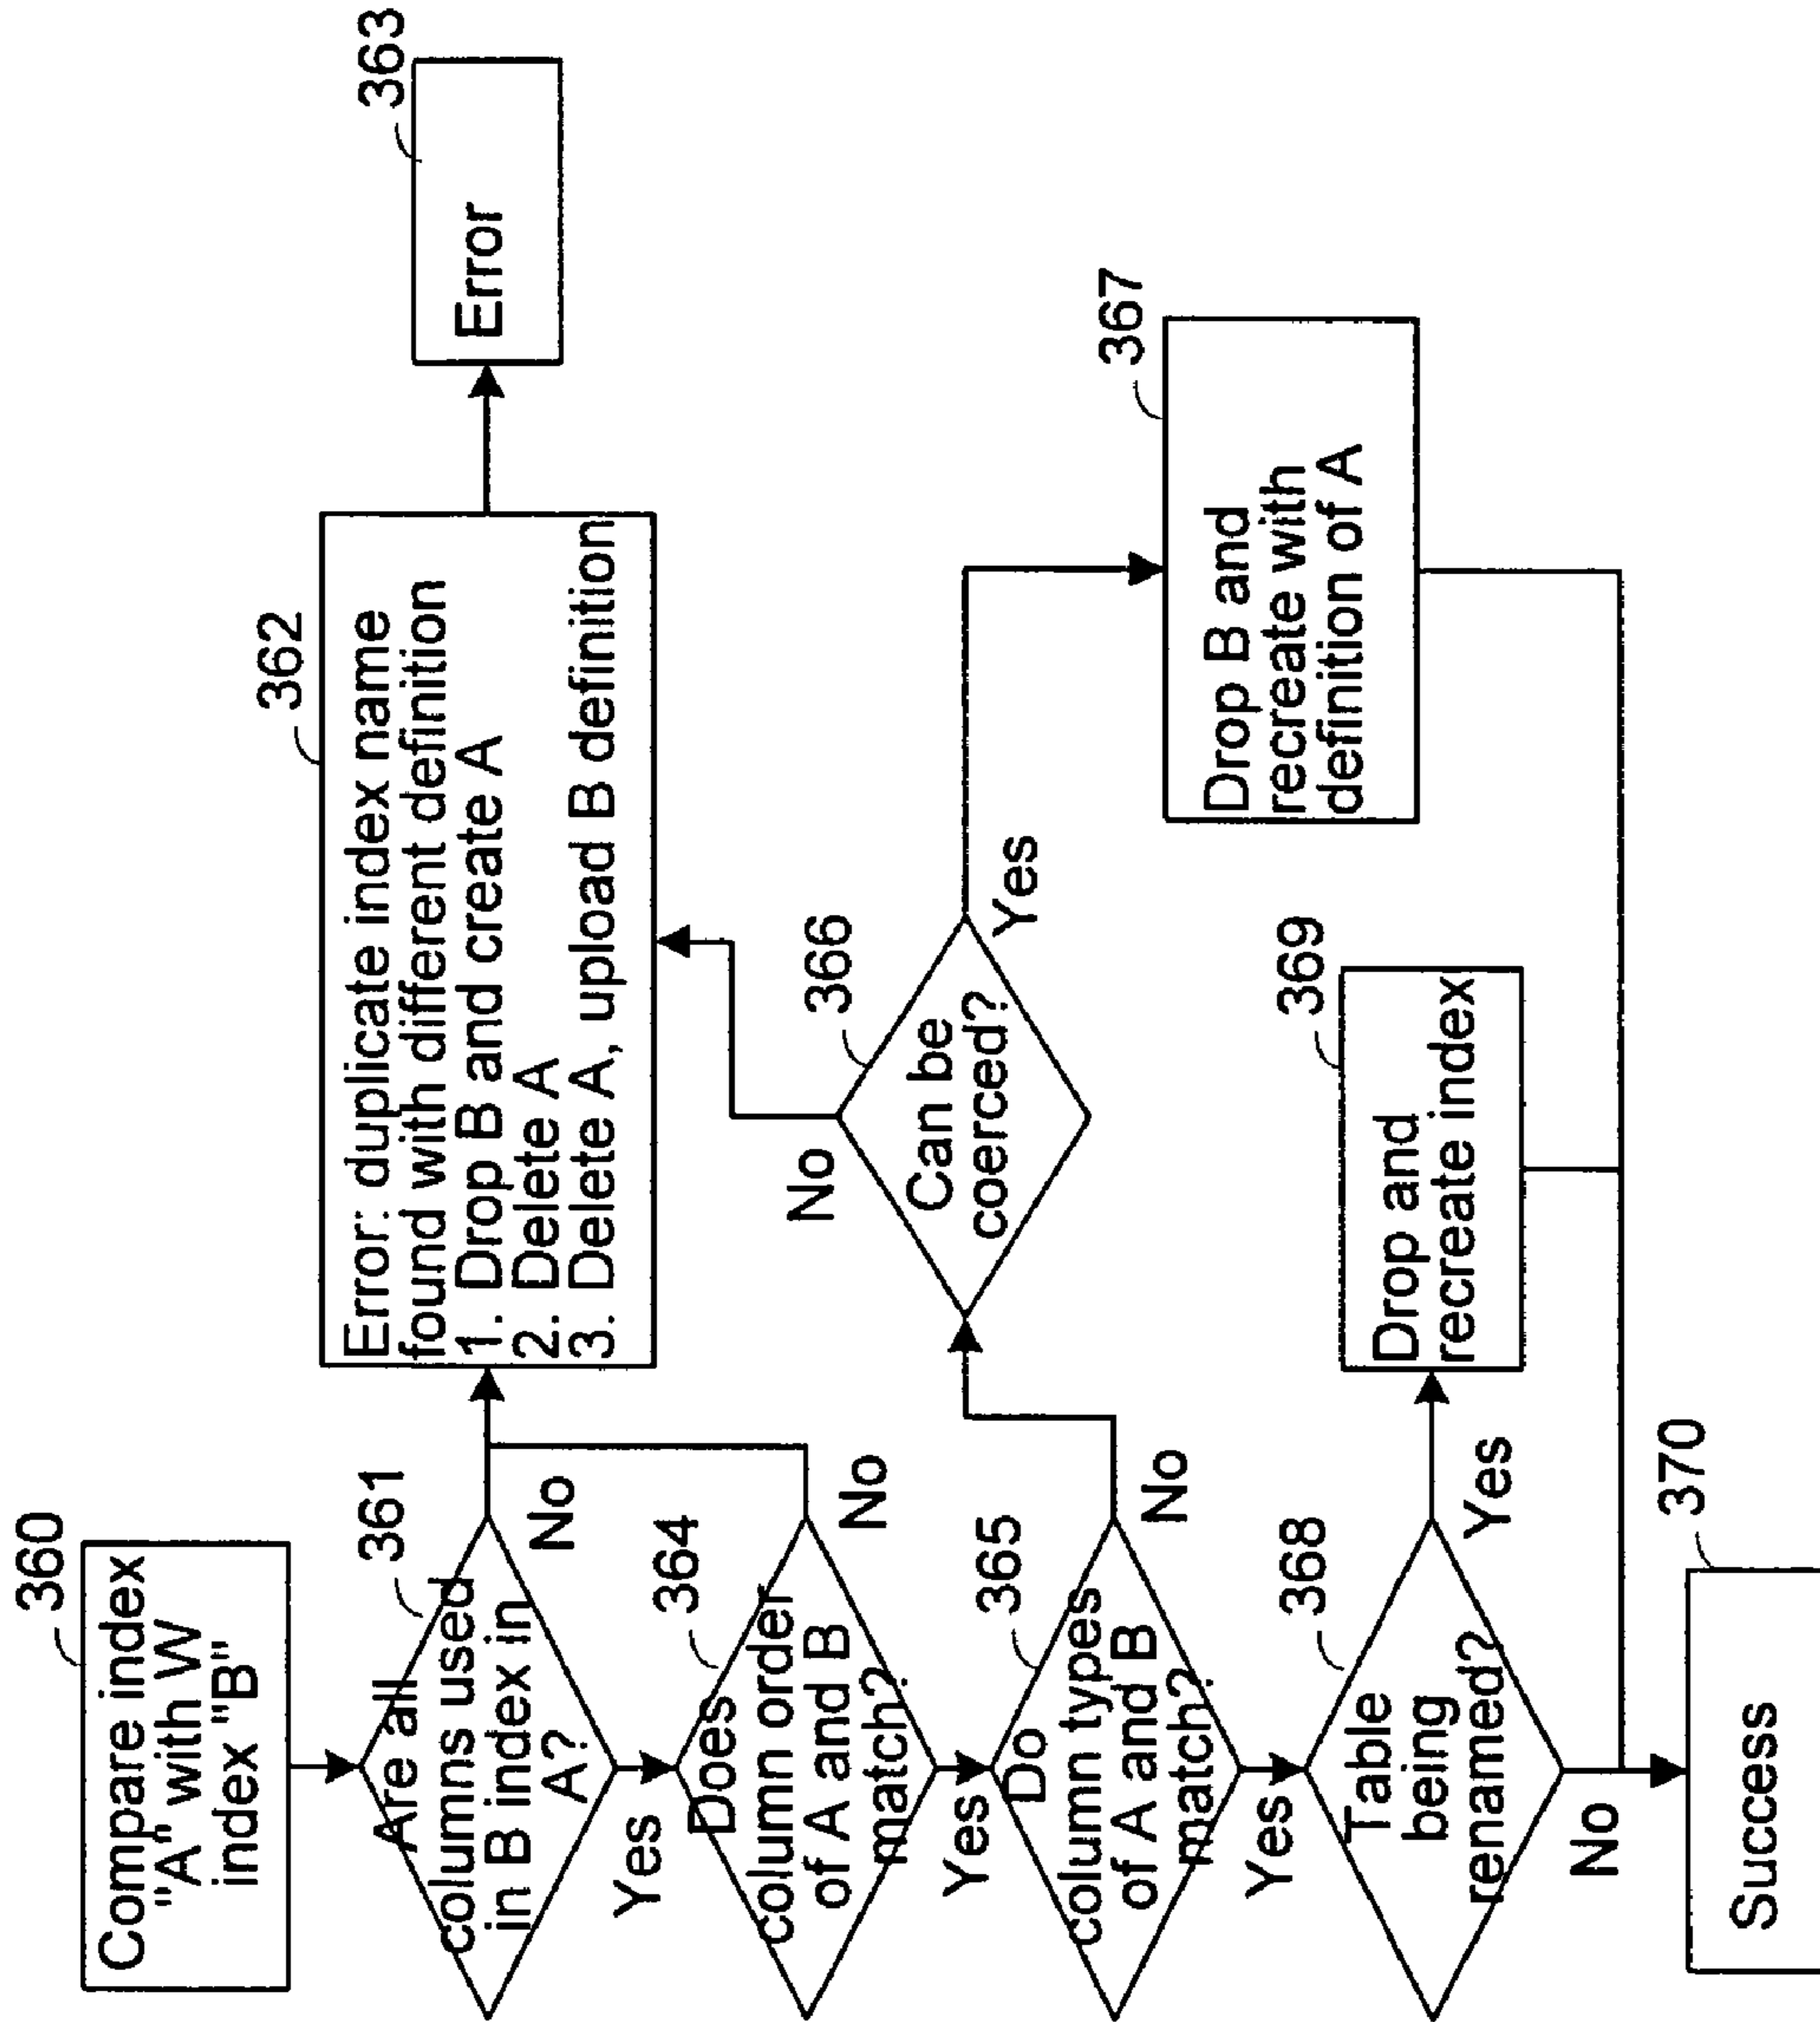 360
Compare index
"A" with W
index "B"
361
Are all
columns used
in B index in
A?
No
Yes
362
Error: duplicate index name
found with different definition
1. Drop B and create A
2. Delete A
3. Delete A, upload B definition
363
Error
364
Does
column order
of A and B
match?
No
Yes
365
Do
column types
of A and B
match?
No
Yes
366
Can be
coerced?
No
Yes
367
Drop B and
recreate with
definition of A
368
Table
being
renamed?
Yes
No
369
Drop and
recreate index
370
Success